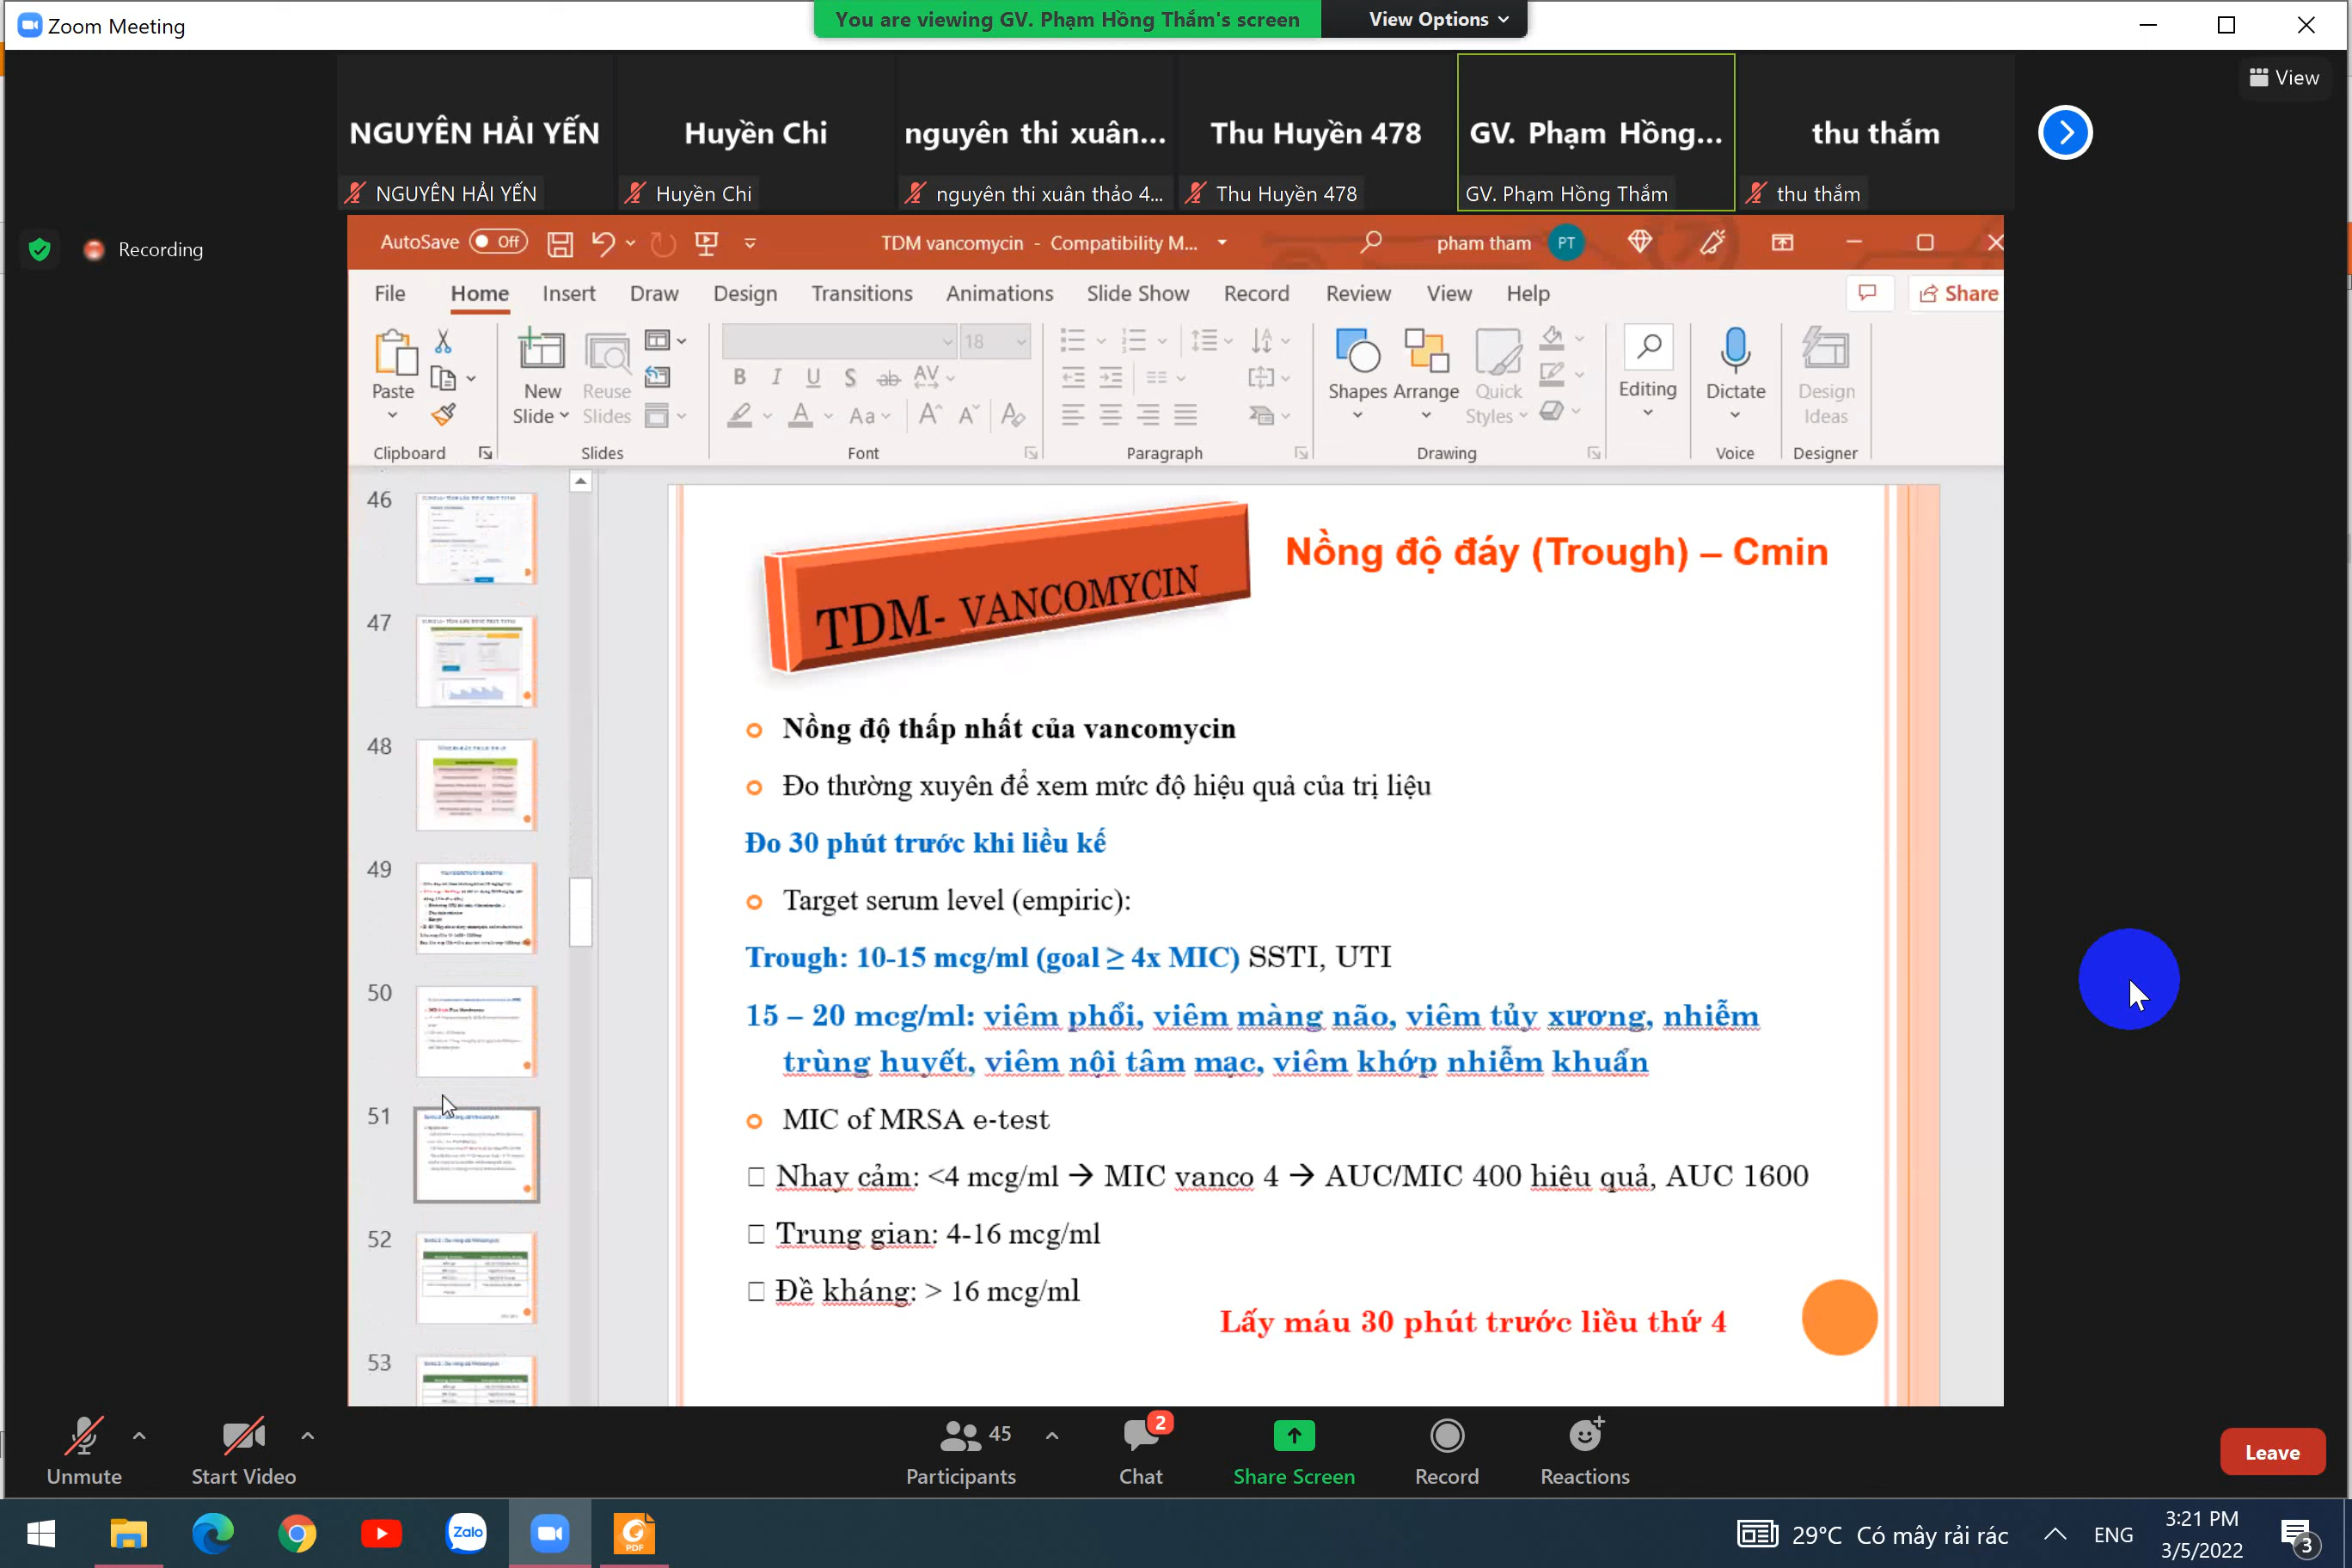 Zoom Meeting
You are viewing GV. Phạm Hồng Thắm's screen
View Options
View
NGUYÊN HẢI YẾN
Huyền Chi
nguyên thi xuân...
Thu Huyền 478
GV. Phạm Hồng...
thu thắm
NGUYÊN HẢI YẾN
Huyền Chi
nguyên thi xuân thảo 4...
Thu Huyền 478
GV. Phạm Hồng Thắm
thu thắm
Recording
AutoSave Off
TDM vancomycin - Compatibility M...
pham tham PT
File Home Insert Draw Design Transitions Animations Slide Show Record Review View Help
Share
Paste
New Slide
Reuse Slides
18
Shapes Arrange
Quick Styles
Editing
Dictate
Design Ideas
Clipboard Slides Font Paragraph Drawing Voice Designer
46
47
48
49
50
51
52
53
TDM- VANCOMYCIN
Nồng độ đáy (Trough) – Cmin
Nồng độ thấp nhất của vancomycin
Đo thường xuyên để xem mức độ hiệu quả của trị liệu
Đo 30 phút trước khi liều kế
Target serum level (empiric):
Trough: 10-15 mcg/ml (goal ≥ 4x MIC) SSTI, UTI
15 – 20 mcg/ml: viêm phổi, viêm màng não, viêm tủy xương, nhiễm
trùng huyết, viêm nội tâm mạc, viêm khớp nhiễm khuẩn
MIC of MRSA e-test
□ Nhạy cảm: <4 mcg/ml → MIC vanco 4 → AUC/MIC 400 hiệu quả, AUC 1600
□ Trung gian: 4-16 mcg/ml
□ Đề kháng: > 16 mcg/ml
Lấy máu 30 phút trước liều thứ 4
Unmute
Start Video
45
Participants
2
Chat
Share Screen
Record
Reactions
Leave
Zalo
PDF
29°C Có mây rải rác
ENG
3:21 PM
3/5/2022
3